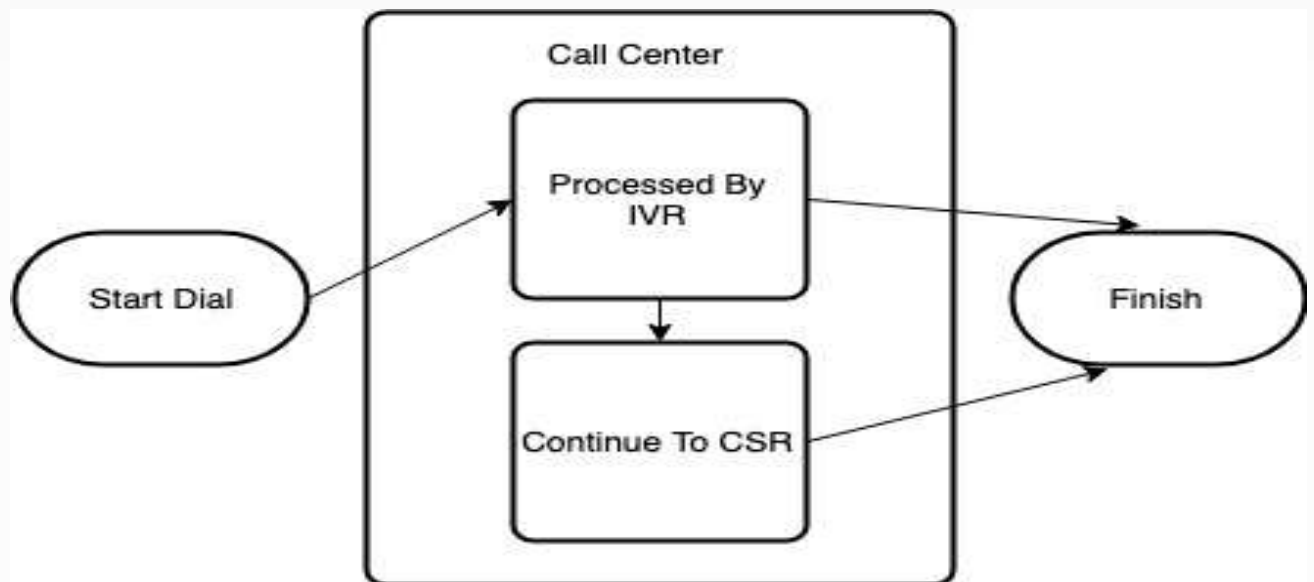 Call Center
Processed By
IVR
Start Dial
Finish
Continue To CSR